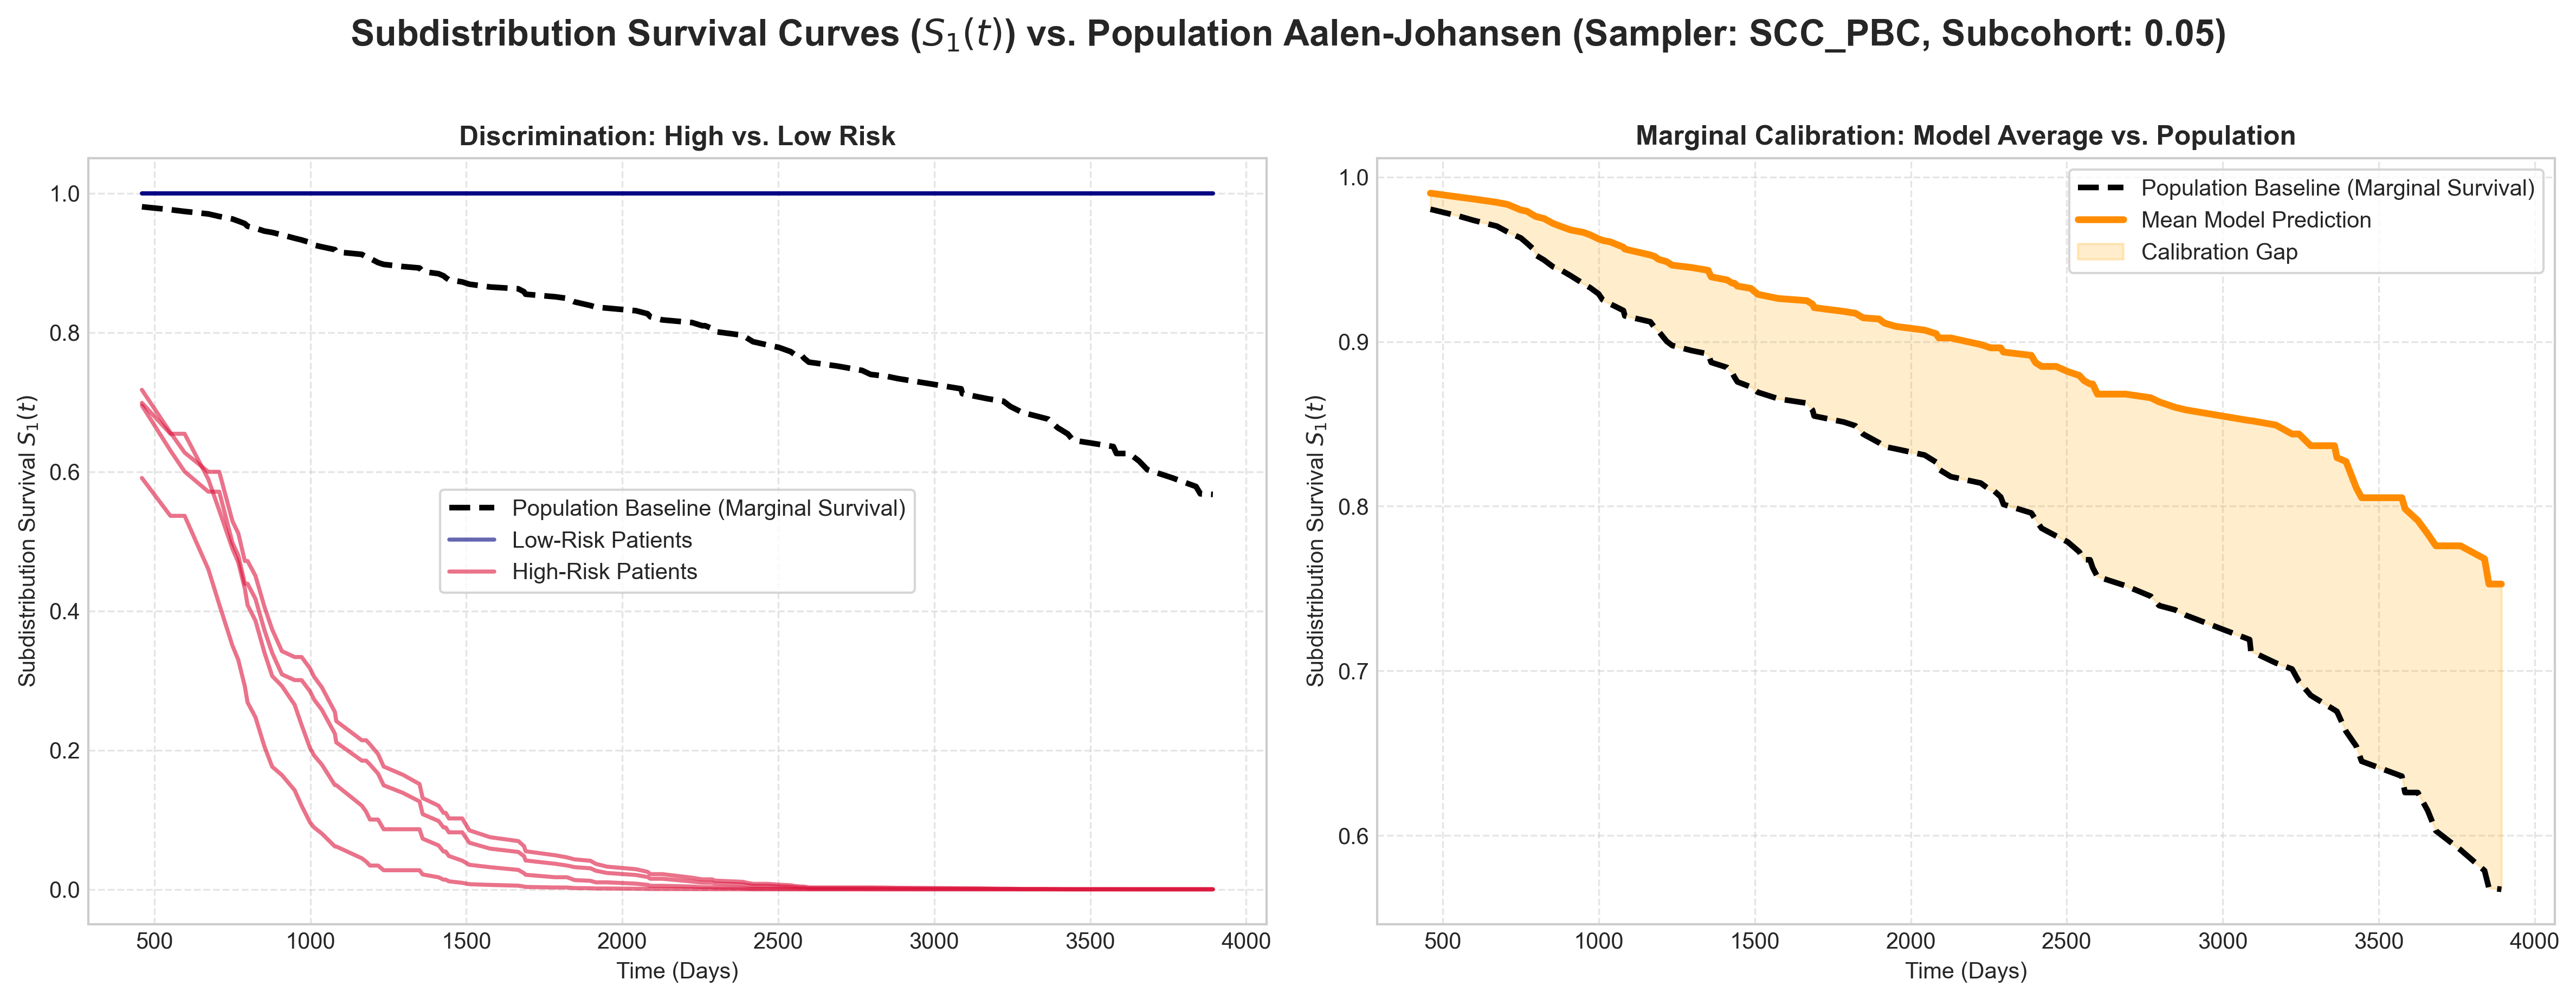 Subdistribution Survival Curves (S₁(t)) vs. Population Aalen-Johansen (Sampler: SCC_PBC, Subcohort: 0.05)
Discrimination: High vs. Low Risk
Subdistribution Survival S₁(t)
1.0
0.8
0.6
0.4
0.2
0.0
Population Baseline (Marginal Survival)
Low-Risk Patients
High-Risk Patients
500 1000 1500 2000 2500 3000 3500 4000
Time (Days)
Marginal Calibration: Model Average vs. Population
Subdistribution Survival S₁(t)
1.0
0.9
0.8
0.7
0.6
Population Baseline (Marginal Survival)
Mean Model Prediction
Calibration Gap
500 1000 1500 2000 2500 3000 3500 4000
Time (Days)